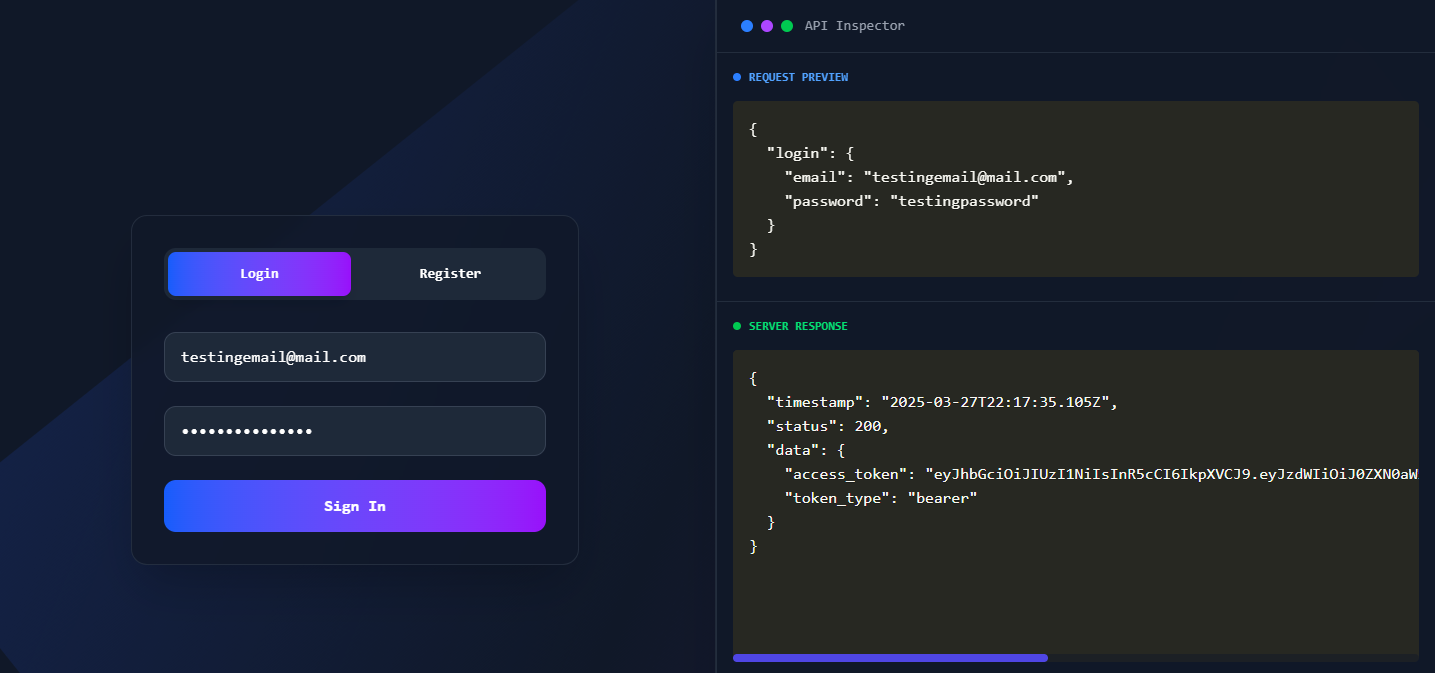 Login
Register
testingemail@mail.com
•••••••••••••••
Sign In
API Inspector
REQUEST PREVIEW
{
  "login": {
    "email": "testingemail@mail.com",
    "password": "testingpassword"
  }
}
SERVER RESPONSE
{
  "timestamp": "2025-03-27T22:17:35.105Z",
  "status": 200,
  "data": {
    "access_token": "eyJhbGciOiJIUzI1NiIsInR5cCI6IkpXVCJ9.eyJzdWIiOiJ0ZXN0aW
    "token_type": "bearer"
  }
}